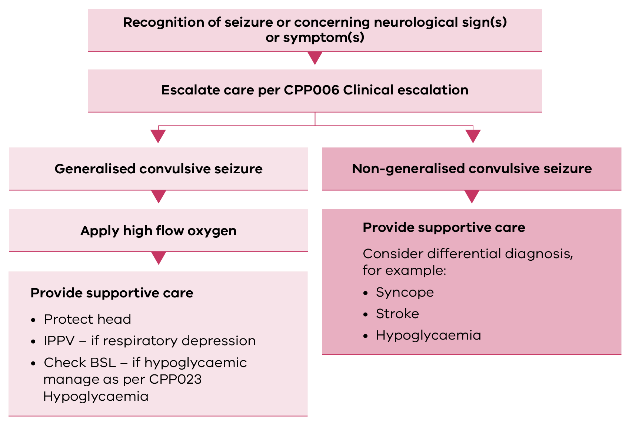 Recognition of seizure or concerning neurological sign(s)
or symptom(s)
Escalate care per CPP006 Clinical escalation
Generalised convulsive seizure
Apply high flow oxygen
Provide supportive care
• Protect head
• IPPV – if respiratory depression
• Check BSL – if hypoglycaemic
manage as per CPP023
Hypoglycaemia
Non-generalised convulsive seizure
Provide supportive care
Consider differential diagnosis,
for example:
• Syncope
• Stroke
• Hypoglycaemia